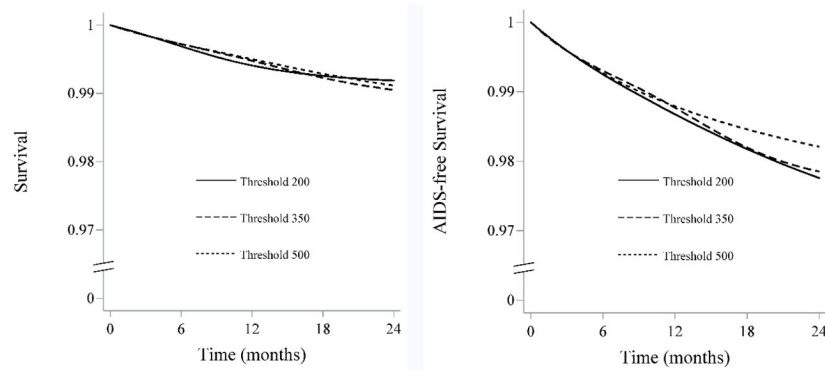 Survival
1
0.99
0.98
0.97
0
Threshold 200
Threshold 350
Threshold 500
0 6 12 18 24
Time (months)
AIDS-free Survival
1
0.99
0.98
0.97
0
Threshold 200
Threshold 350
Threshold 500
0 6 12 18 24
Time (months)